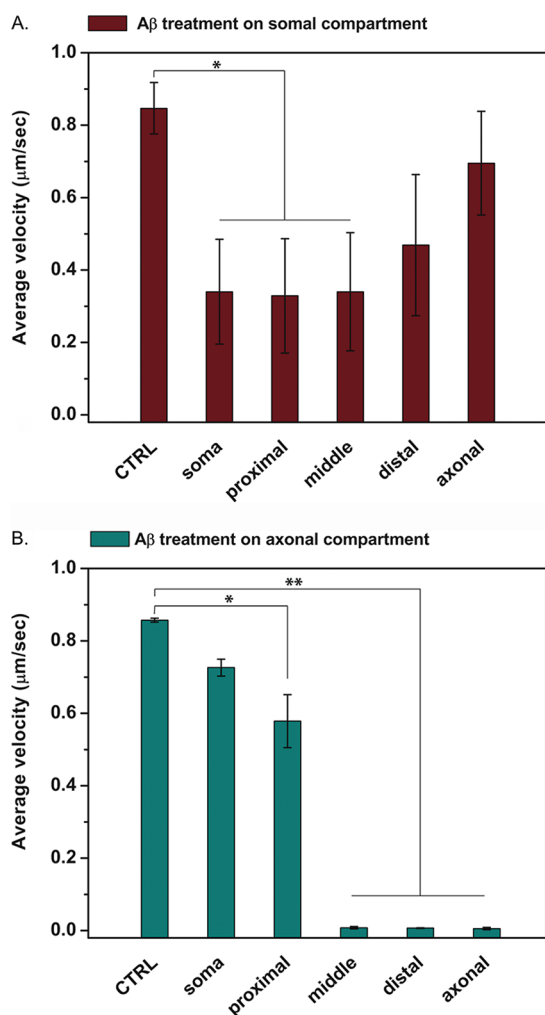 A.
Aβ treatment on somal compartment
1.0
*
0.8
0.6
0.4
0.2
0.0
Average velocity (μm/sec)
CTRL
soma
proximal
middle
distal
axonal
B.
Aβ treatment on axonal compartment
1.0
**
*
0.8
0.6
0.4
0.2
0.0
Average velocity (μm/sec)
CTRL
soma
proximal
middle
distal
axonal